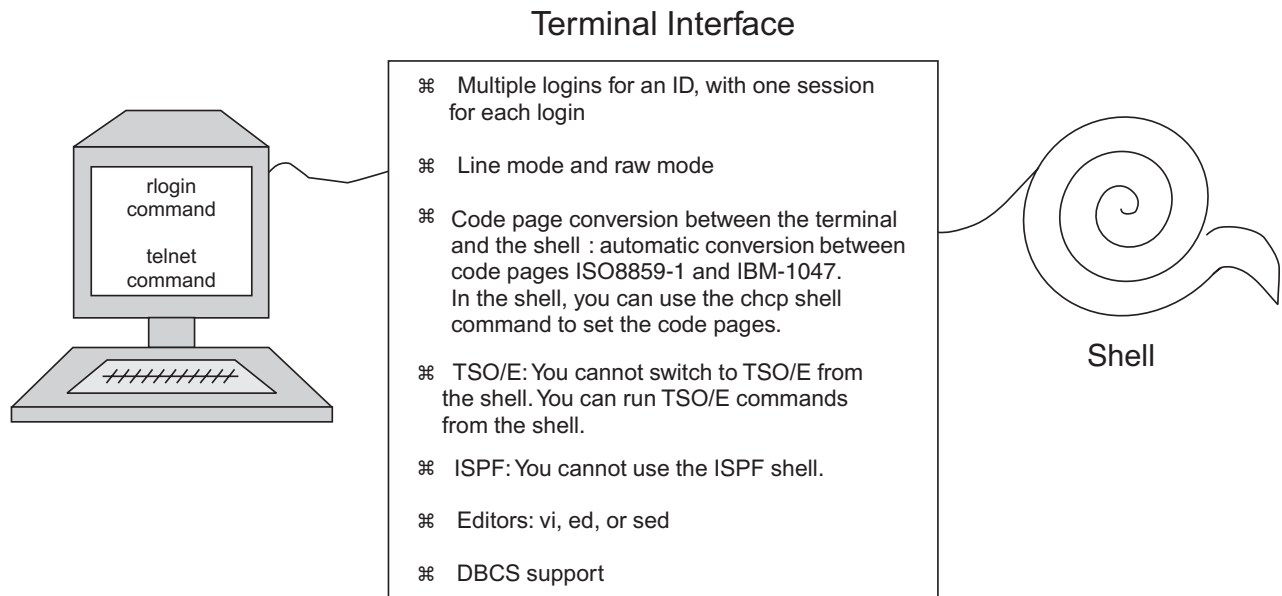 Terminal Interface
rlogin
command
telnet
command
⌘ Multiple logins for an ID, with one session
for each login
⌘ Line mode and raw mode
⌘ Code page conversion between the terminal
and the shell : automatic conversion between
code pages ISO8859-1 and IBM-1047.
In the shell, you can use the chcp shell
command to set the code pages.
⌘ TSO/E: You cannot switch to TSO/E from
the shell. You can run TSO/E commands
from the shell.
⌘ ISPF: You cannot use the ISPF shell.
⌘ Editors: vi, ed, or sed
⌘ DBCS support
Shell